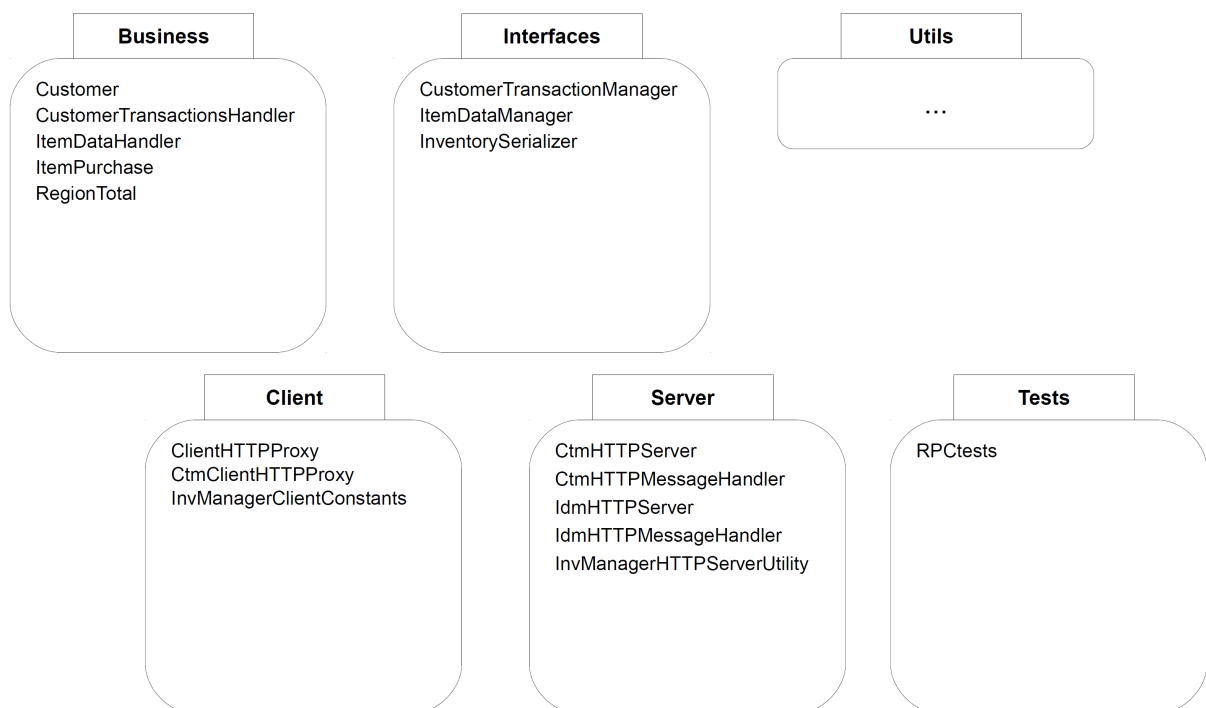 Business
Customer
CustomerTransactionsHandler
ItemDataHandler
ItemPurchase
RegionTotal
Interfaces
CustomerTransactionManager
ItemDataManager
InventorySerializer
Utils
...
Client
ClientHTTPProxy
CtmClientHTTPProxy
InvManagerClientConstants
Server
CtmHTTPServer
CtmHTTPMessageHandler
IdmHTTPServer
IdmHTTPMessageHandler
InvManagerHTTPServerUtility
Tests
RPCtests